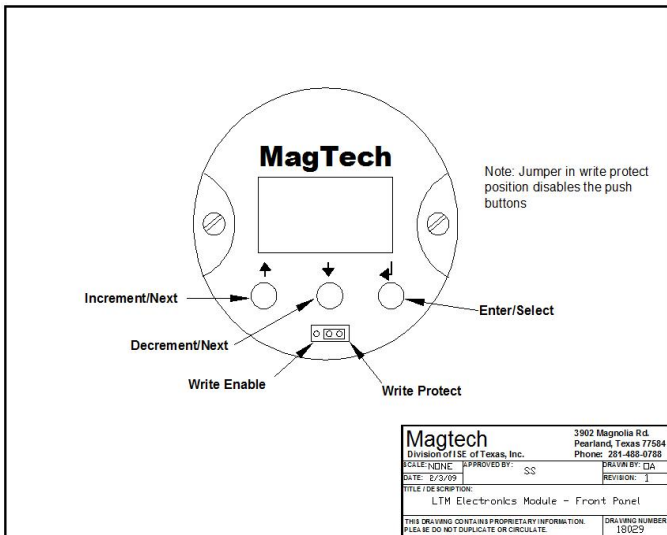 MagTech
Note: Jumper in write protect
position disables the push
buttons
Increment/Next
Decrement/Next
Enter/Select
Write Enable
Write Protect
Magtech
Division of ISE of Texas, Inc.
3902 Magnolia Rd.
Pearland, Texas 77584
Phone: 281-488-0788
SCALE: NONE
APPROVED BY: SS
DRAWN BY: DA
DATE: 2/3/09
REVISION: 1
TITLE / DESCRIPTION:
LTM Electronics Module - Front Panel
THIS DRAWING CONTAINS PROPRIETARY INFORMATION.
PLEASE DO NOT DUPLICATE OR CIRCULATE.
DRAWING NUMBER
18029